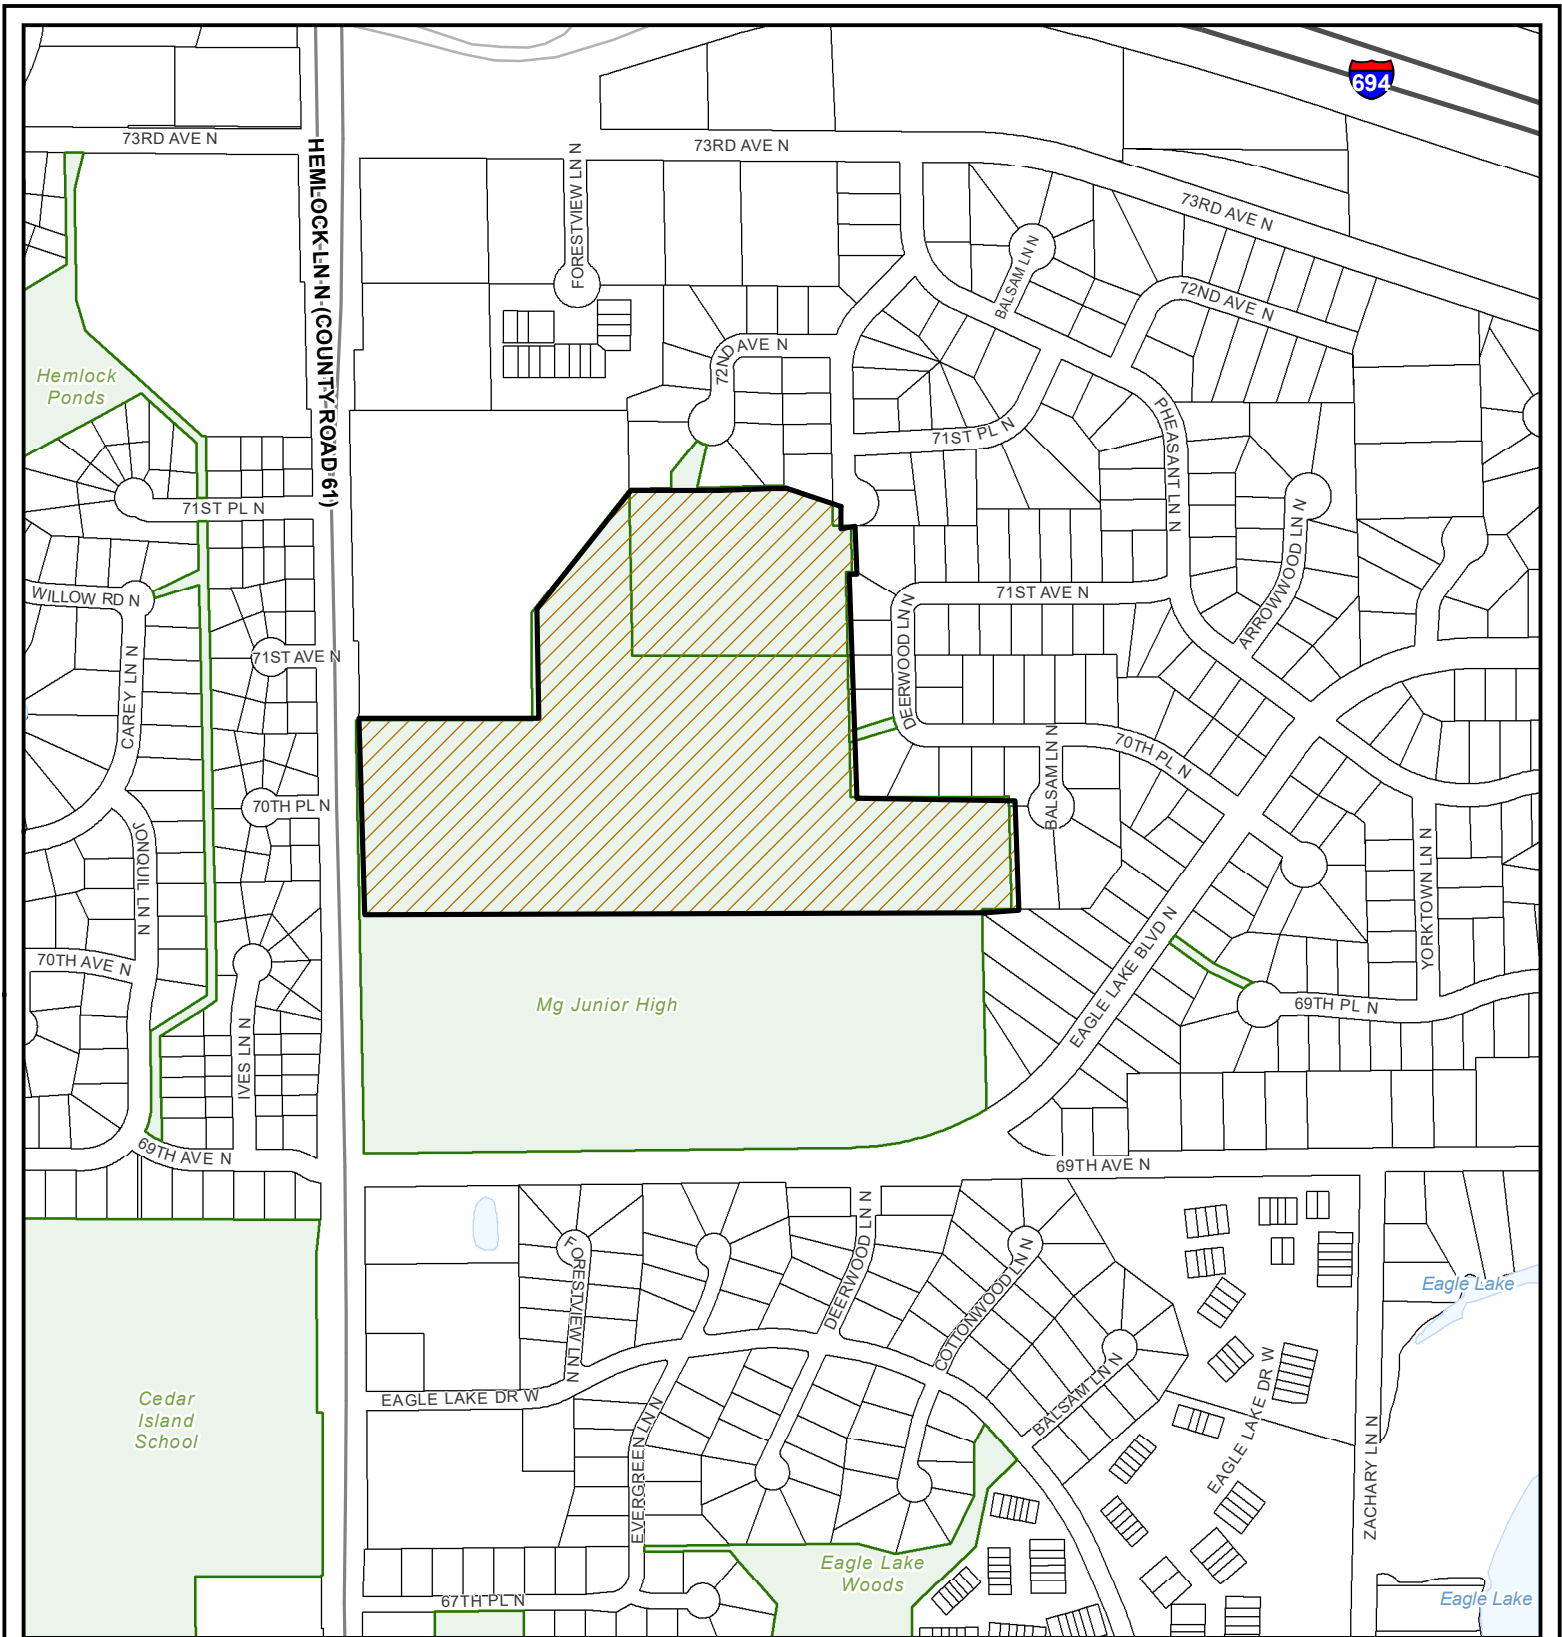 694
73RD AVE N
73RD AVE N
73RD AVE N
HEMLOCK LN N (COUNTY ROAD 61)
FORESTVIEW LN N
BALSAM LN N
72ND AVE N
72ND AVE N
Hemlock
Ponds
71ST PL N
PHEASANT LN N
71ST PL N
ARROWWOOD LN N
WILLOW RD N
71ST AVE N
DEERWOOD LN N
71ST AVE N
CAREY LN N
70TH PL N
BALSAM LN N
70TH PL N
JONQUIL LN N
YORKTOWN LN N
70TH AVE N
EAGLE LAKE BLVD N
Mg Junior High
69TH PL N
IVES LN N
69TH AVE N
69TH AVE N
FORESTVIEW LN N
DEERWOOD LN N
COTTONWOOD LN N
Eagle Lake
BALSAM LN N
EAGLE LAKE DR W
EAGLE LAKE DR W
Cedar
Island
School
EVERGREEN LN N
ZACHARY LN N
Eagle Lake
Woods
67TH PL N
Eagle Lake